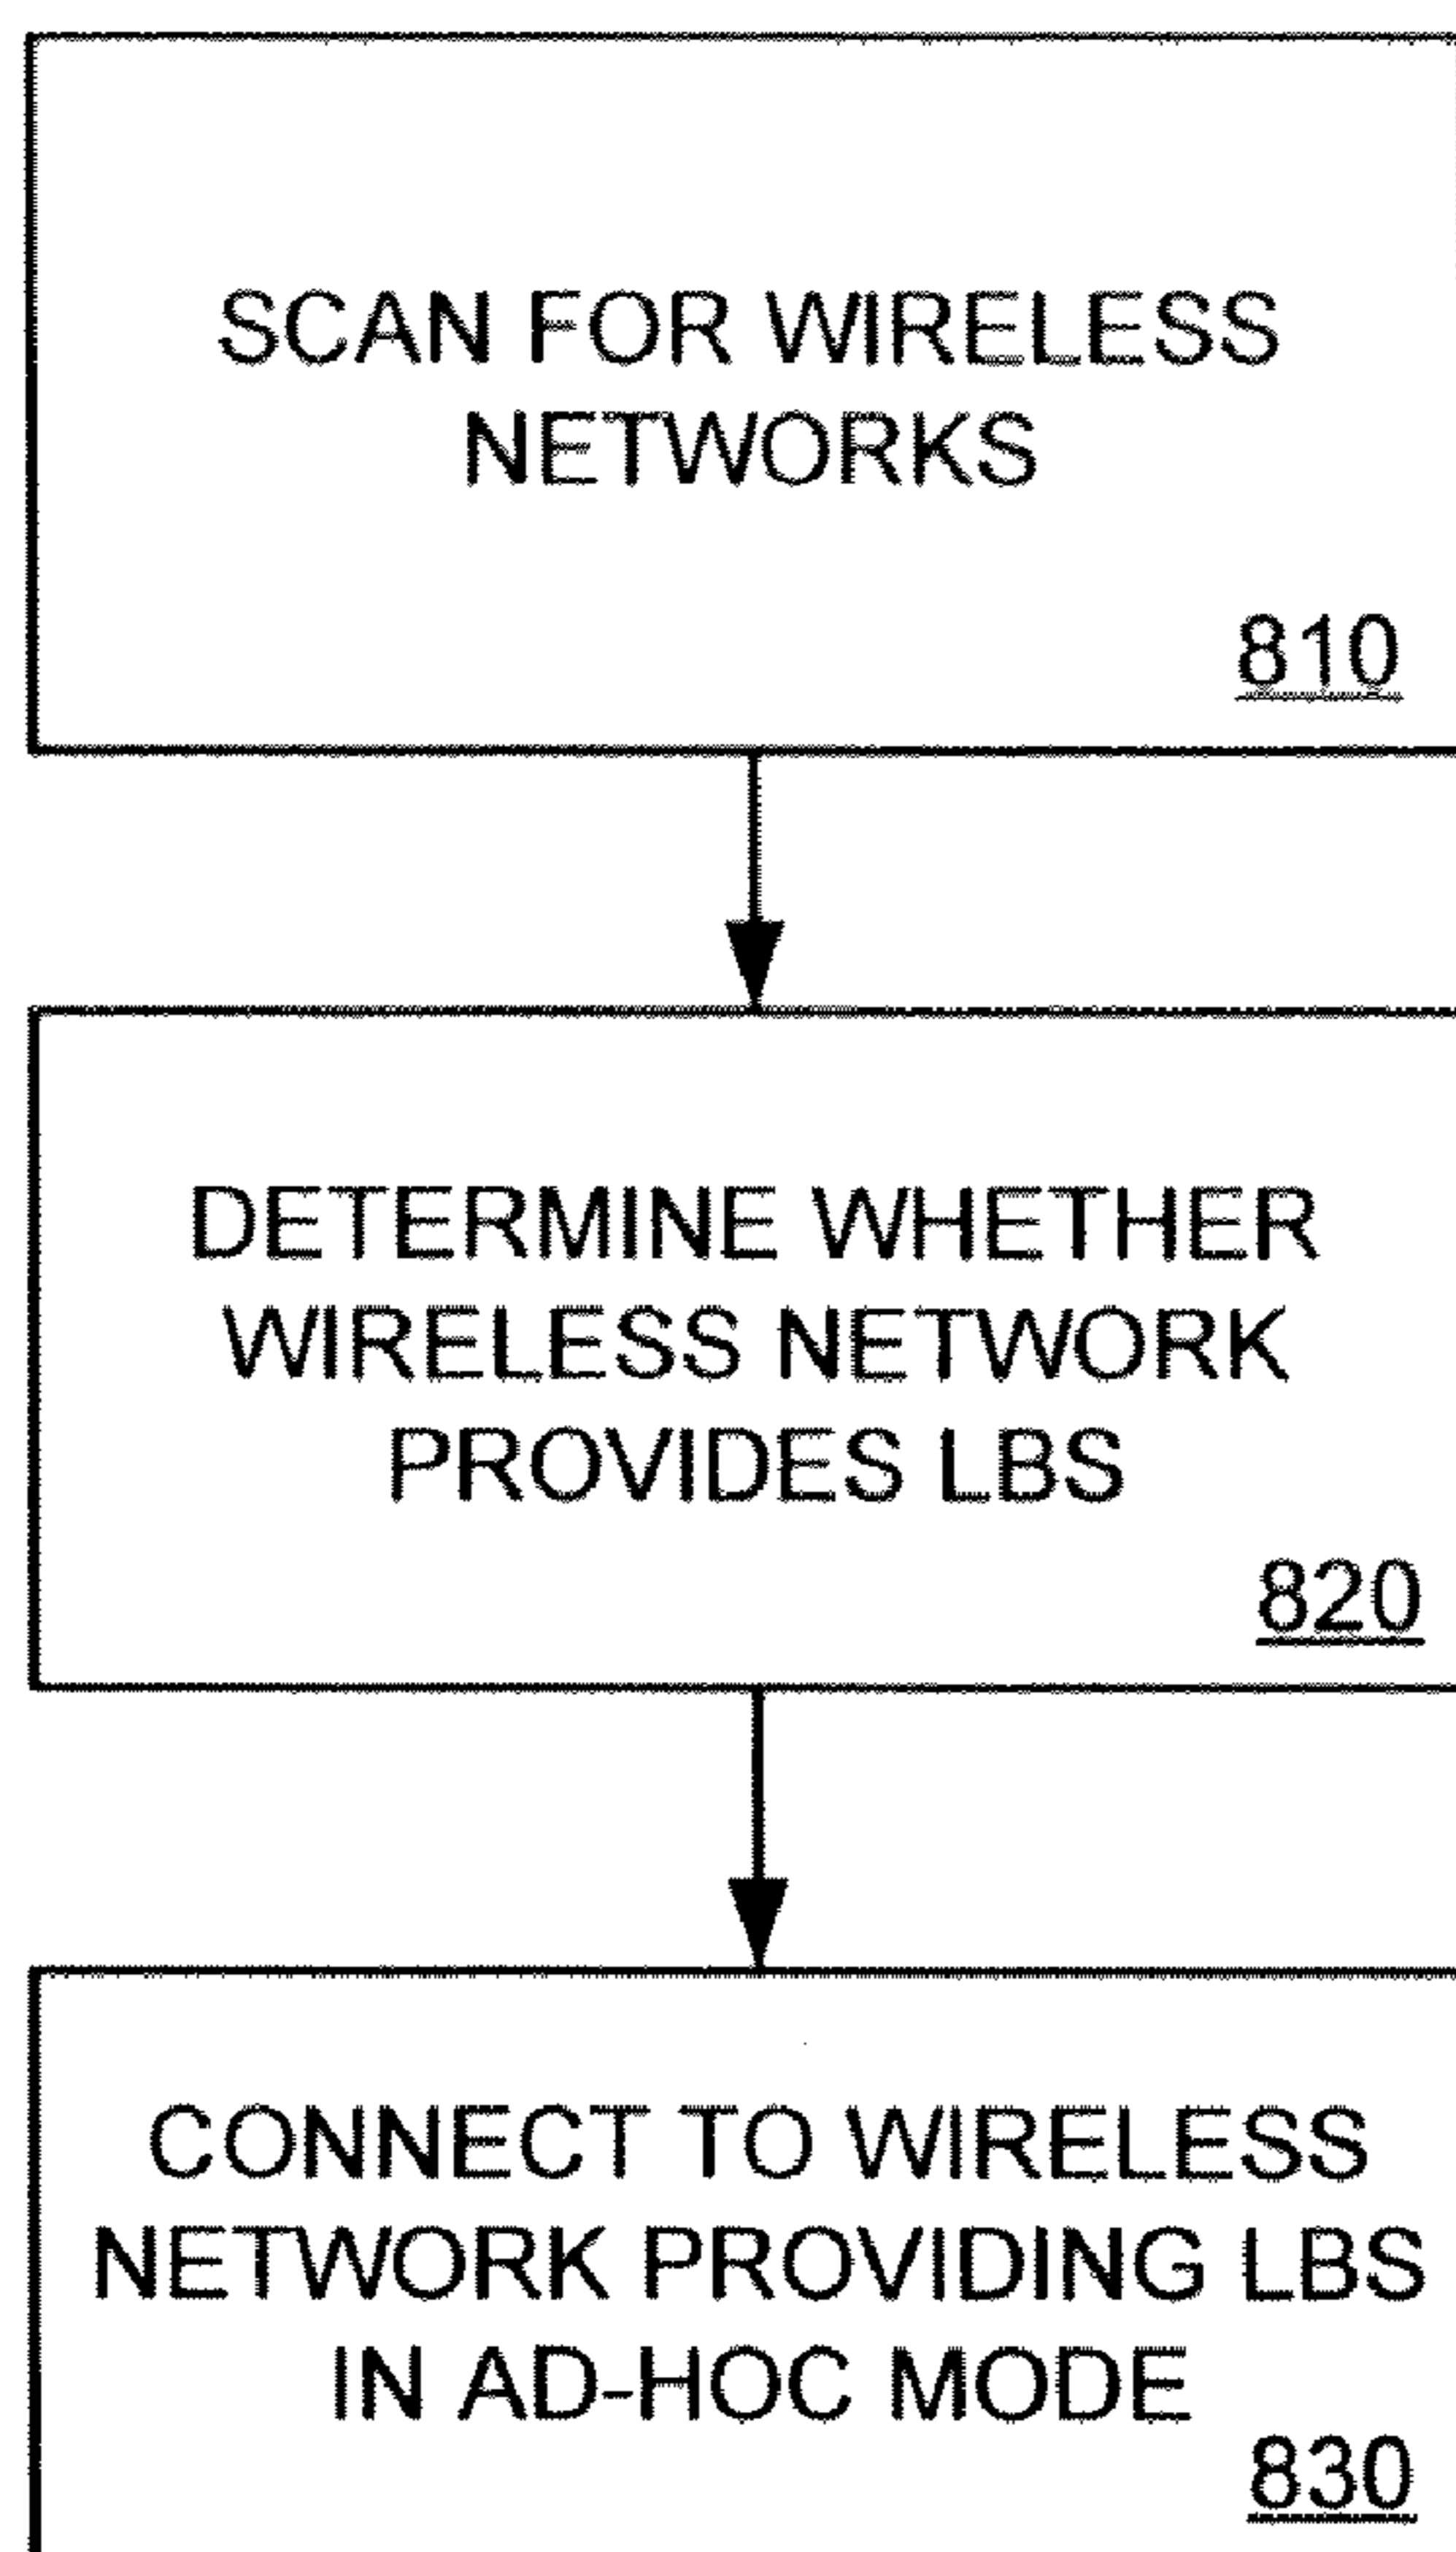 SCAN FOR WIRELESS
NETWORKS
810
DETERMINE WHETHER
WIRELESS NETWORK
PROVIDES LBS
820
CONNECT TO WIRELESS
NETWORK PROVIDING LBS
IN AD-HOC MODE
830